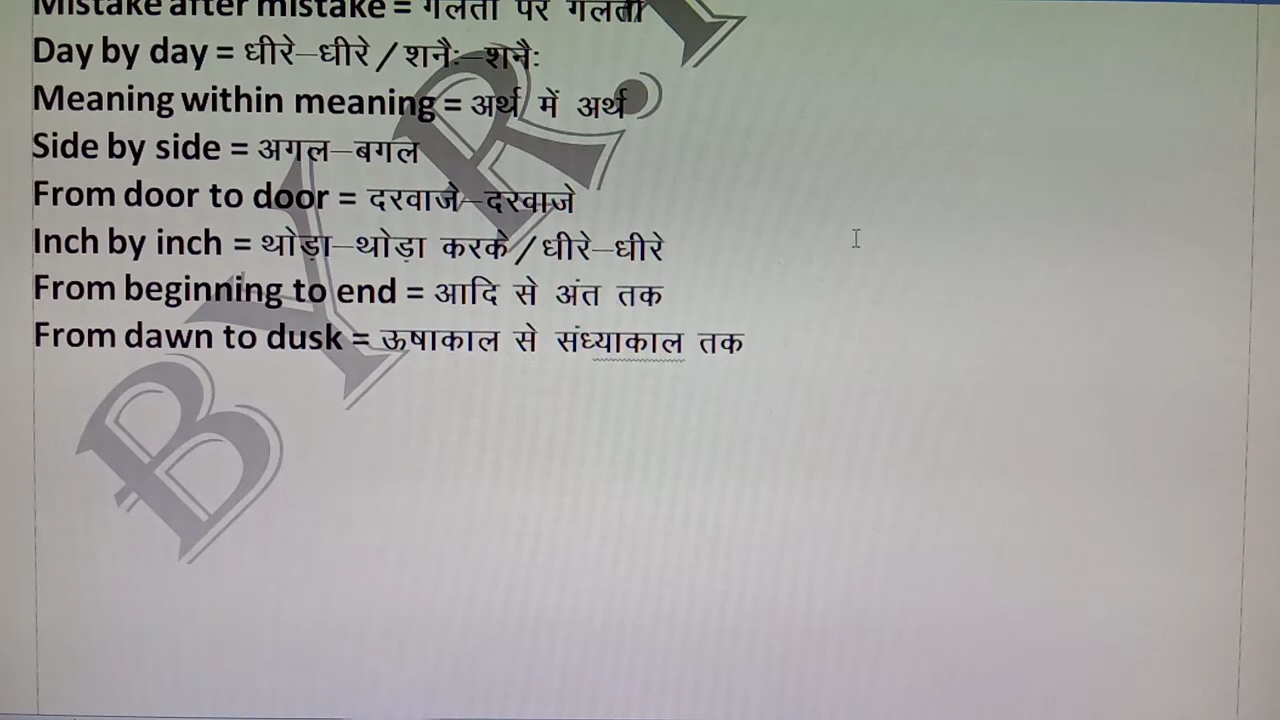 Mistake after mistake = गलती पर गलती
Day by day = धीरे–धीरे / शनैः–शनैः
Meaning within meaning = अर्थ में अर्थ
Side by side = अगल–बगल
From door to door = दरवाजे–दरवाजे
Inch by inch = थोड़ा–थोड़ा करके / धीरे–धीरे
From beginning to end = आदि से अंत तक
From dawn to dusk = ऊषाकाल से संध्याकाल तक
BY R